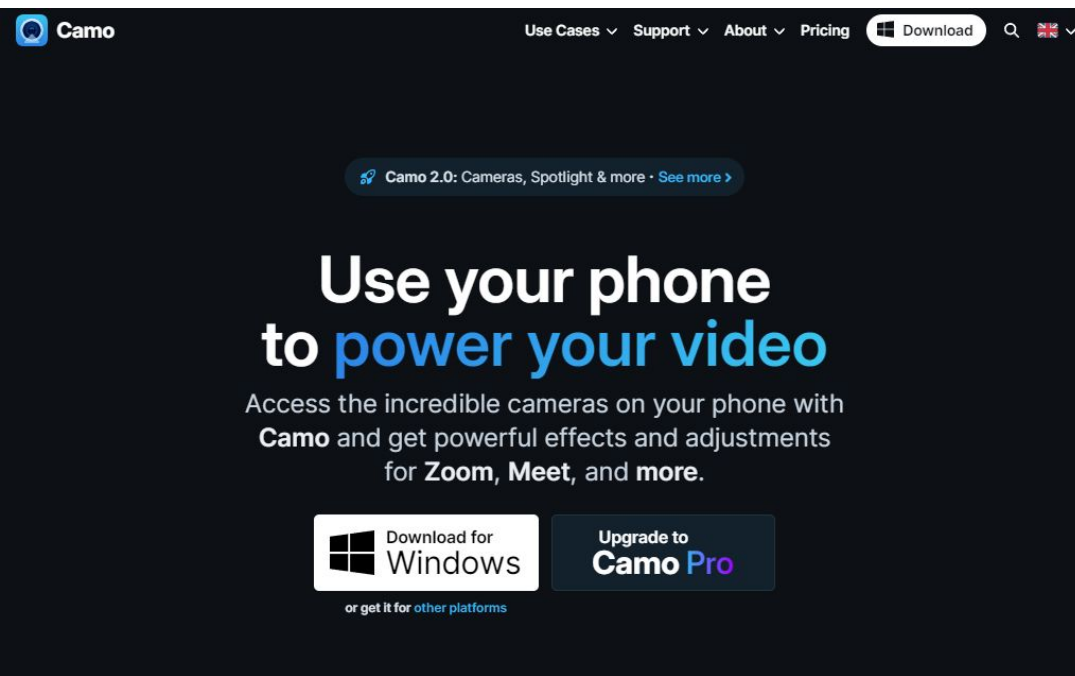 Camo
Use Cases Support About Pricing Download
Camo 2.0: Cameras, Spotlight & more · See more >
Use your phone
to power your video
Access the incredible cameras on your phone with
Camo and get powerful effects and adjustments
for Zoom, Meet, and more.
Download for
Windows
Upgrade to
Camo Pro
or get it for other platforms